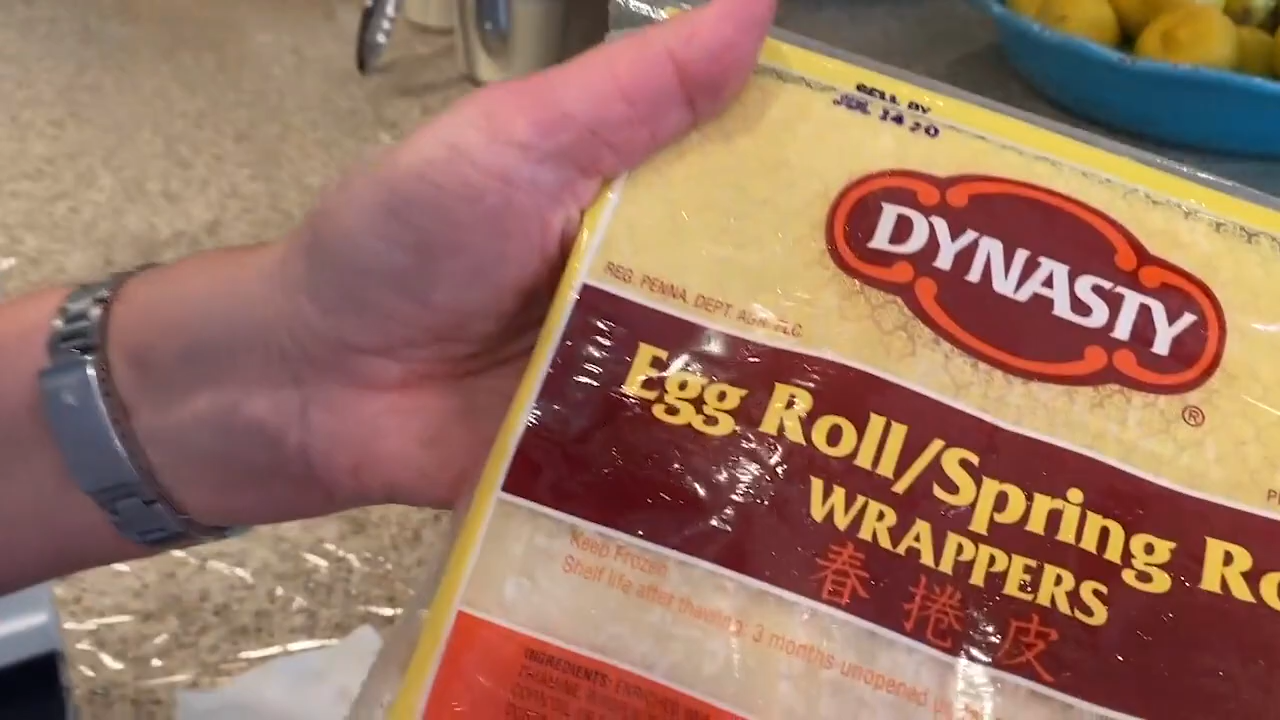 SELL BY
JUL 14 20
DYNASTY
®
REG. PENNA. DEPT. AGR.
Egg Roll/Spring
WRAPPERS
春捲皮
Keep Frozen
Shelf life after thawing: 3 months unopened
INGREDIENTS: ENRICHED